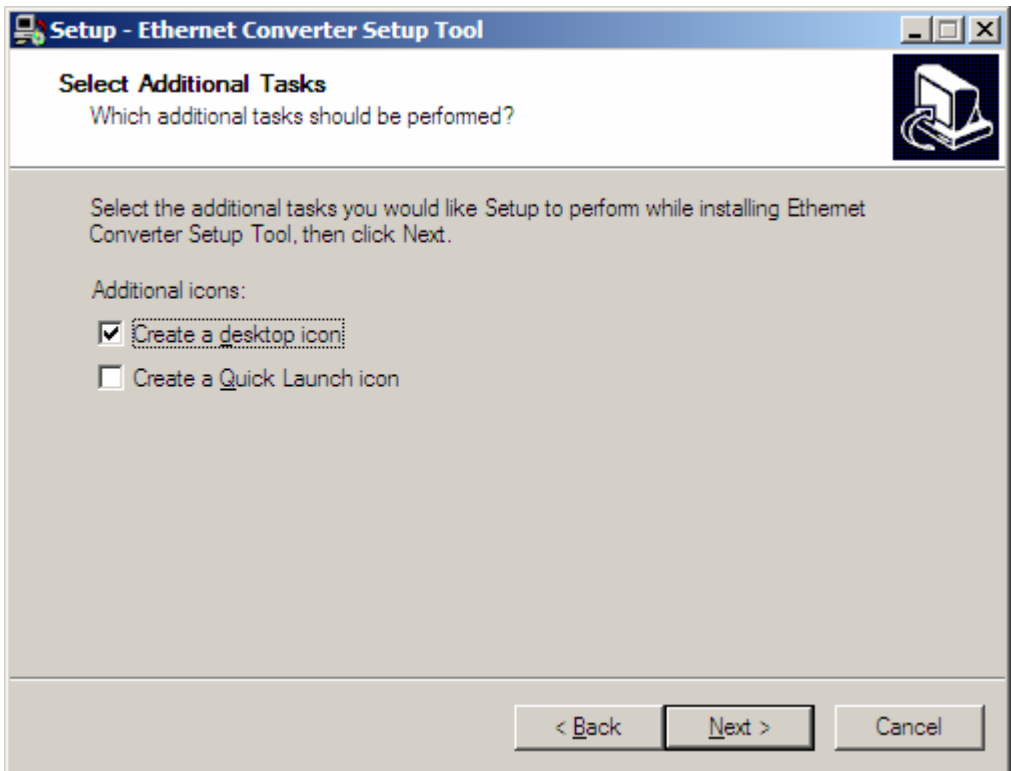 Setup - Ethernet Converter Setup Tool
Select Additional Tasks
Which additional tasks should be performed?
Select the additional tasks you would like Setup to perform while installing Ethernet
Converter Setup Tool, then click Next.
Additional icons:
Create a desktop icon
Create a Quick Launch icon
< Back
Next >
Cancel